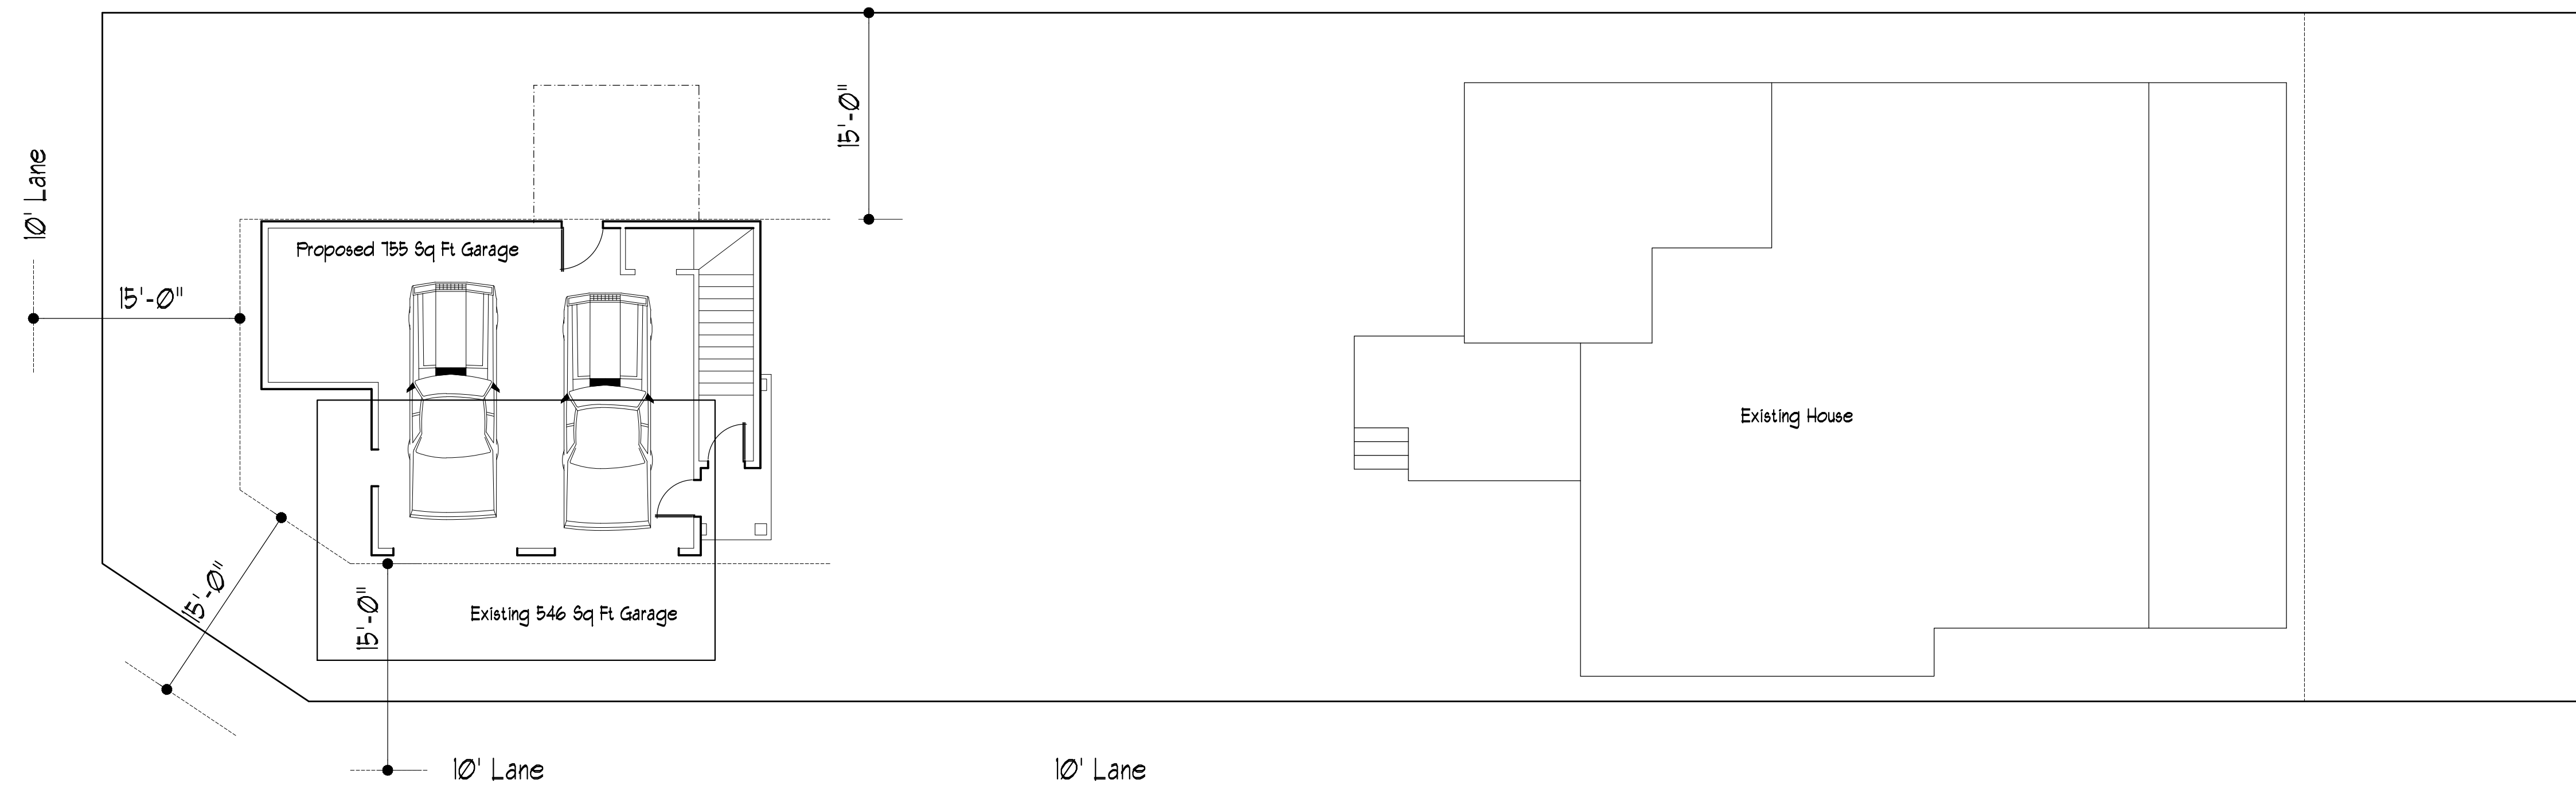 15'-0"
10' Lane
Proposed 755 Sq Ft Garage
15'-0"
Existing House
15'-0"
15'-0"
Existing 546 Sq Ft Garage
10' Lane
10' Lane